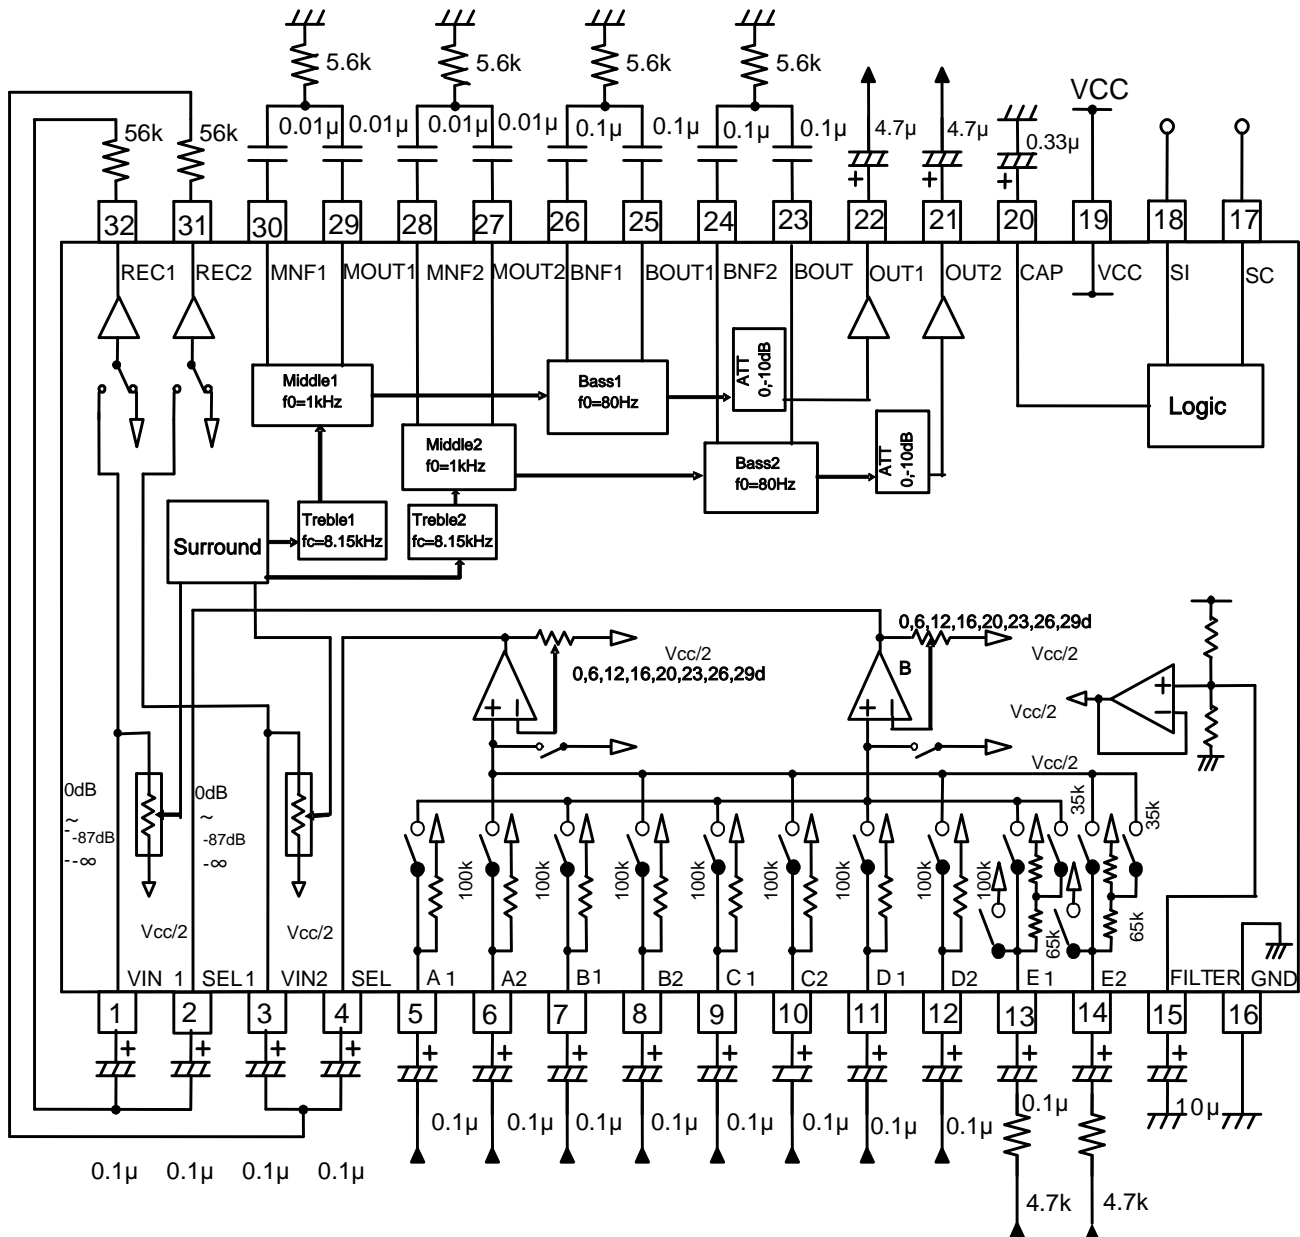 5.6k 5.6k 5.6k 5.6k
VCC
56k 56k 0.01µ 0.01µ 0.01µ 0.01µ 0.1µ 0.1µ 0.1µ 0.1µ 4.7µ 4.7µ 0.33µ
+ + +
32 31 30 29 28 27 26 25 24 23 22 21 20 19 18 17
REC1 REC2 MNF1 MOUT1 MNF2 MOUT2 BNF1 BOUT1 BNF2 BOUT OUT1 OUT2 CAP VCC SI SC
Middle1
f0=1kHz
Bass1
f0=80Hz
ATT
0,-10dB
Logic
Middle2
f0=1kHz
Bass2
f0=80Hz
ATT
0,-10dB
Surround
Treble1
fc=8.15kHz
Treble2
fc=8.15kHz
0,6,12,16,20,23,26,29d
B
Vcc/2
0,6,12,16,20,23,26,29d
Vcc/2
+ −
+ −
+
−
Vcc/2
Vcc/2
0dB
~
-87dB
-∞
0dB
~
-87dB
-∞
35k 35k
100k 100k 100k 100k 100k 100k 100k 100k
65k 65k
Vcc/2 Vcc/2
VIN 1 SEL1 VIN2 SEL A1 A2 B1 B2 C1 C2 D1 D2 E1 E2 FILTER GND
1 2 3 4 5 6 7 8 9 10 11 12 13 14 15 16
+ + + + + + + + + + + + + + +
0.1µ 0.1µ 0.1µ 0.1µ 0.1µ 0.1µ 0.1µ 0.1µ 0.1µ 10µ
0.1µ 0.1µ 0.1µ 0.1µ
4.7k 4.7k